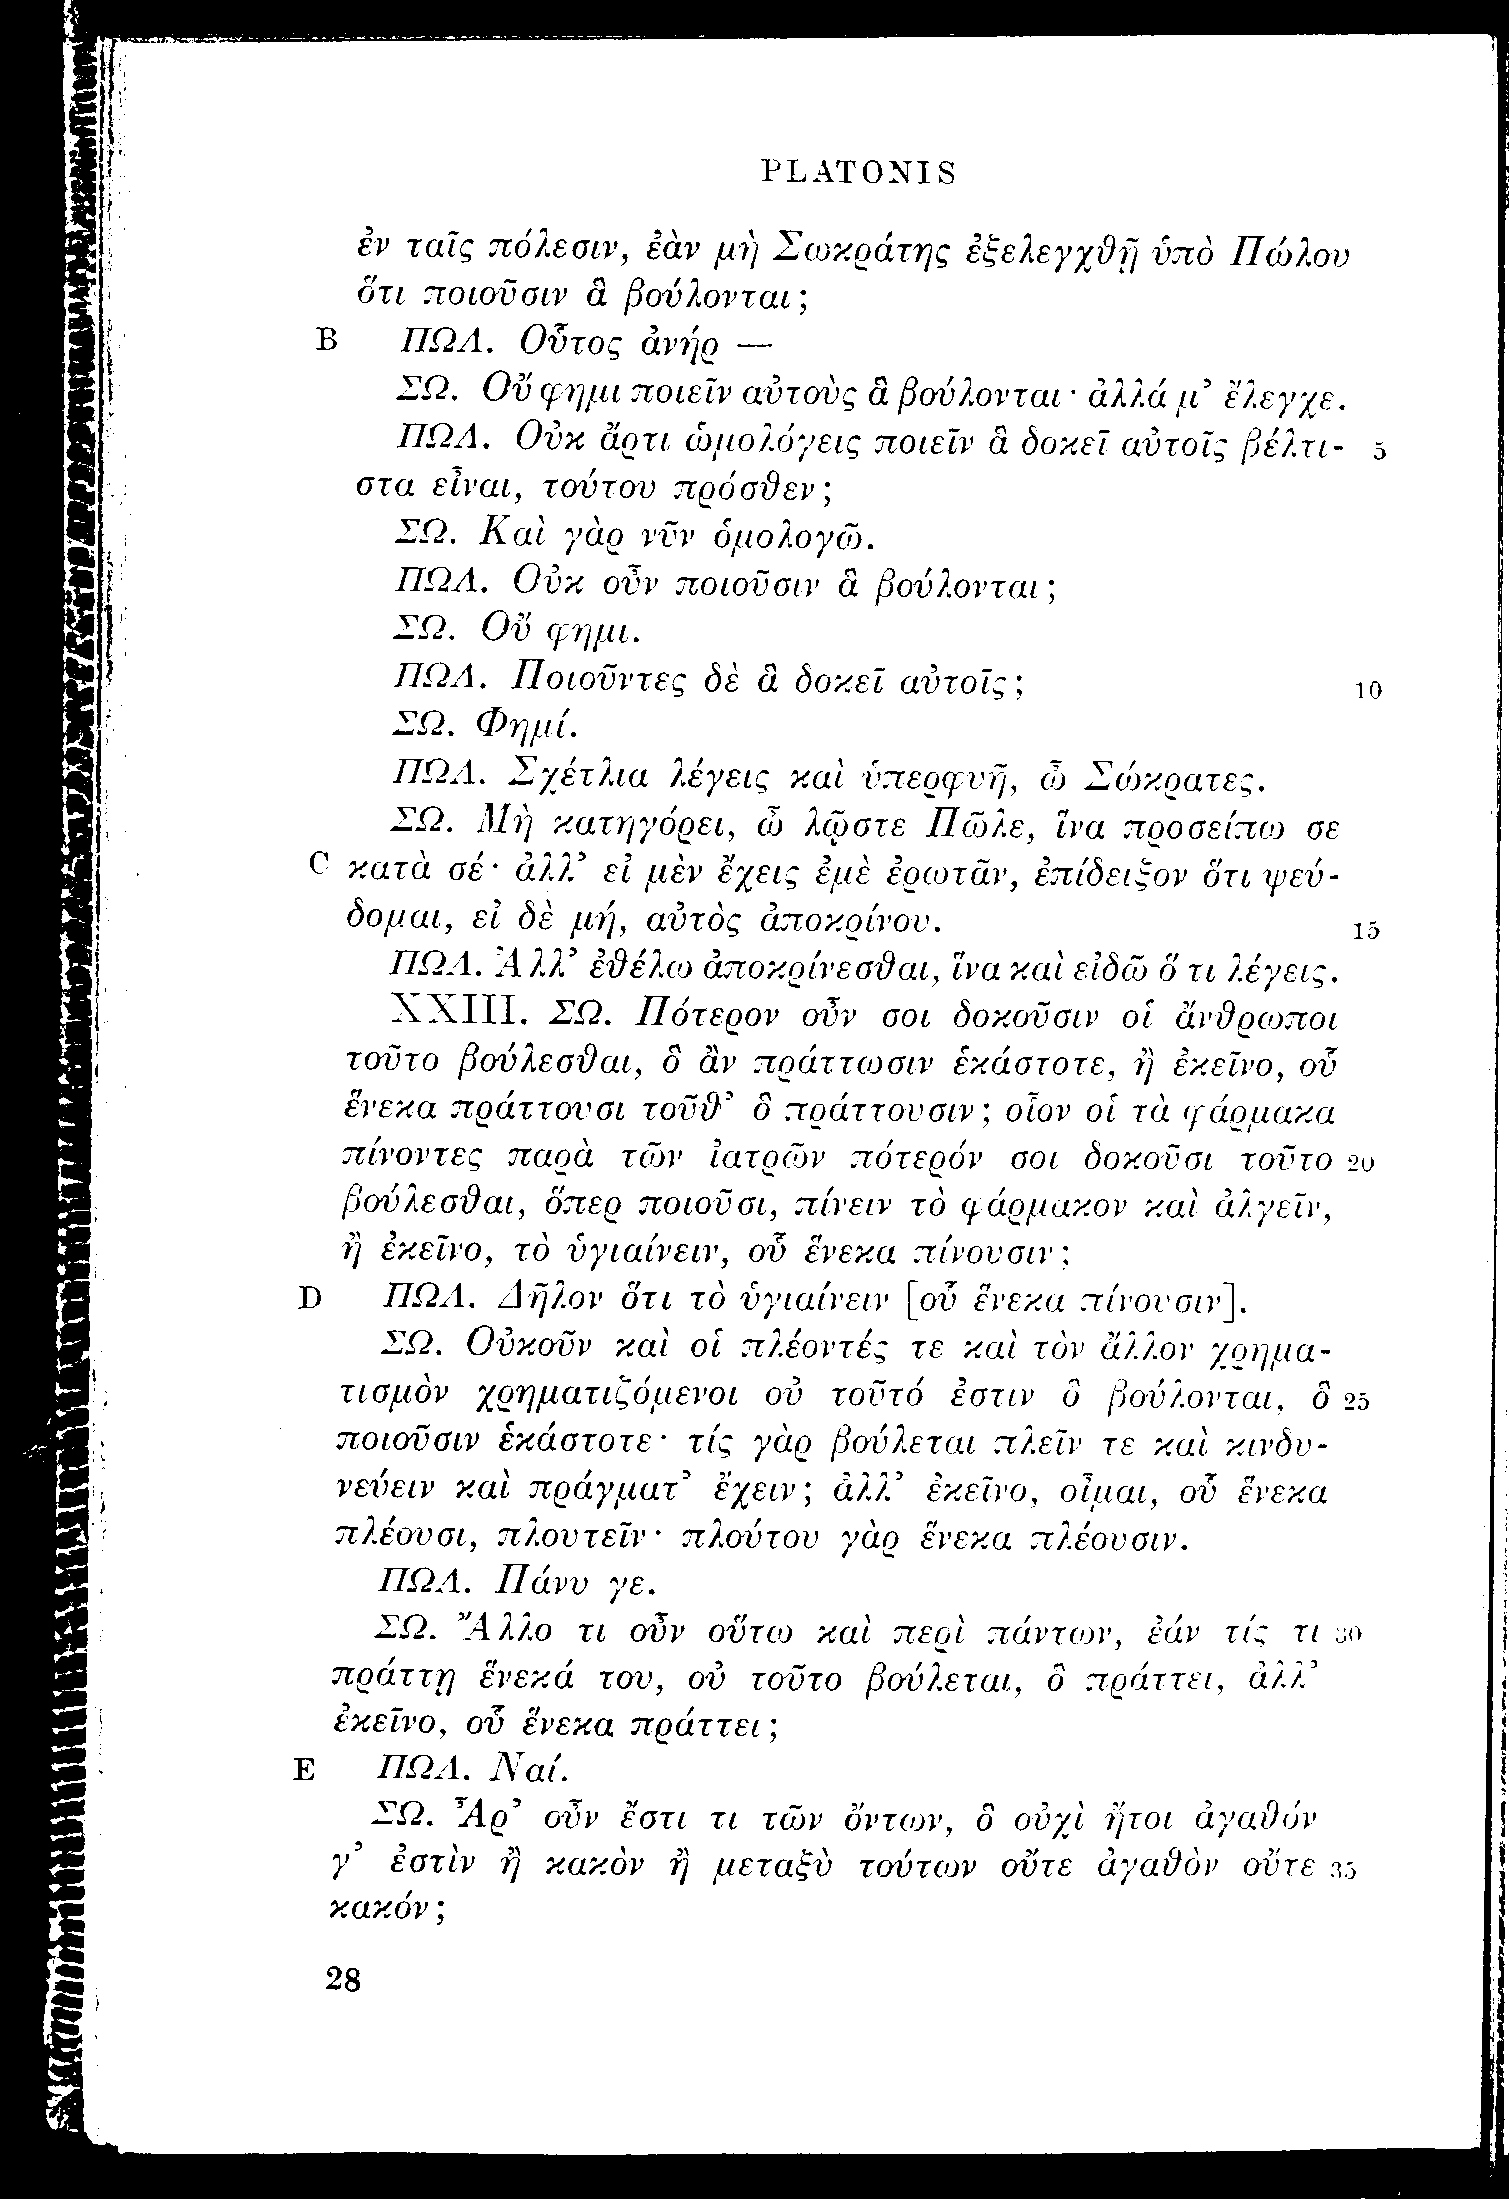 PLATONIS
ἐν ταῖς πόλεσιν, ἐὰν μὴ Σωκράτης ἐξελεγχθῇ ὑπὸ Πώλου
ὅτι ποιοῦσιν ἃ βούλονται;
B ΠΩΛ. Οὗτος ἁνήρ —
ΣΩ. Οὔ φημι ποιεῖν αὐτοὺς ἃ βούλονται· ἀλλά μ’ ἔλεγχε.
ΠΩΛ. Οὐκ ἄρτι ὡμολόγεις ποιεῖν ἃ δοκεῖ αὐτοῖς βέλτι- 5
στα εἶναι, τούτου πρόσθεν;
ΣΩ. Καὶ γὰρ νῦν ὁμολογῶ.
ΠΩΛ. Οὐκ οὖν ποιοῦσιν ἃ βούλονται;
ΣΩ. Οὔ φημι.
ΠΩΛ. Ποιοῦντες δὲ ἃ δοκεῖ αὐτοῖς; 10
ΣΩ. Φημί.
ΠΩΛ. Σχέτλια λέγεις καὶ ὑπερφυῆ, ὦ Σώκρατες.
ΣΩ. Μὴ κατηγόρει, ὦ λῷστε Πῶλε, ἵνα προσείπω σε
C κατὰ σέ· ἀλλ’ εἰ μὲν ἔχεις ἐμὲ ἐρωτᾶν, ἐπίδειξον ὅτι ψεύ-
δομαι, εἰ δὲ μή, αὐτὸς ἀποκρίνου. 15
ΠΩΛ. Ἀλλ’ ἐθέλω ἀποκρίνεσθαι, ἵνα καὶ εἰδῶ ὅ τι λέγεις.
XXIII. ΣΩ. Πότερον οὖν σοι δοκοῦσιν οἱ ἄνθρωποι
τοῦτο βούλεσθαι, ὃ ἂν πράττωσιν ἑκάστοτε, ἢ ἐκεῖνο, οὗ
ἕνεκα πράττουσι τοῦθ’ ὃ πράττουσιν; οἷον οἱ τὰ φάρμακα
πίνοντες παρὰ τῶν ἰατρῶν πότερόν σοι δοκοῦσι τοῦτο 20
βούλεσθαι, ὅπερ ποιοῦσι, πίνειν τὸ φάρμακον καὶ ἀλγεῖν,
ἢ ἐκεῖνο, τὸ ὑγιαίνειν, οὗ ἕνεκα πίνουσιν;
D ΠΩΛ. Δῆλον ὅτι τὸ ὑγιαίνειν [οὗ ἕνεκα πίνουσιν].
ΣΩ. Οὐκοῦν καὶ οἱ πλέοντές τε καὶ τὸν ἄλλον χρημα-
τισμὸν χρηματιζόμενοι οὐ τοῦτό ἐστιν ὃ βούλονται, ὃ 25
ποιοῦσιν ἑκάστοτε· τίς γὰρ βούλεται πλεῖν τε καὶ κινδυ-
νεύειν καὶ πράγματ’ ἔχειν; ἀλλ’ ἐκεῖνο, οἶμαι, οὗ ἕνεκα
πλέουσι, πλουτεῖν· πλούτου γὰρ ἕνεκα πλέουσιν.
ΠΩΛ. Πάνυ γε.
ΣΩ. Ἄλλο τι οὖν οὕτω καὶ περὶ πάντων, ἐάν τίς τι 30
πράττῃ ἕνεκά του, οὐ τοῦτο βούλεται, ὃ πράττει, ἀλλ’
ἐκεῖνο, οὗ ἕνεκα πράττει;
E ΠΩΛ. Ναί.
ΣΩ. Ἆρ’ οὖν ἔστι τι τῶν ὄντων, ὃ οὐχὶ ἤτοι ἀγαθόν
γ’ ἐστὶν ἢ κακὸν ἢ μεταξὺ τούτων οὔτε ἀγαθὸν οὔτε 35
κακόν;
28